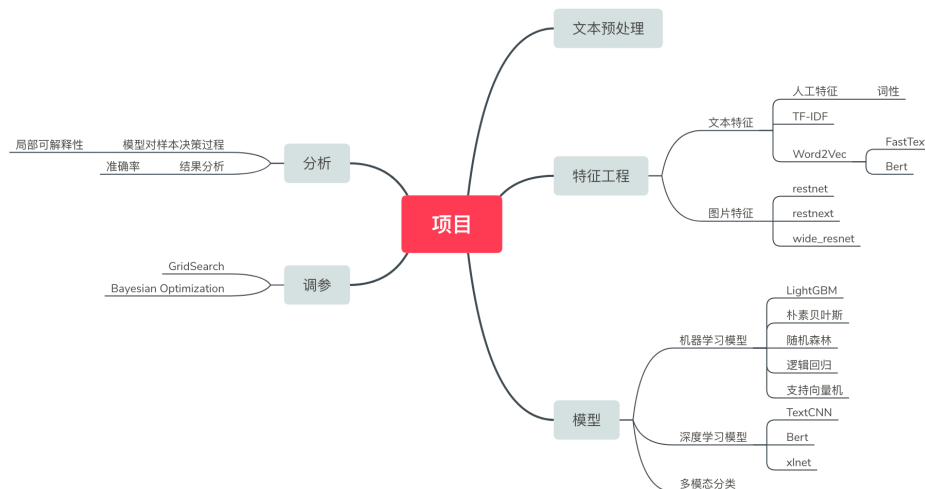 文本预处理
人工特征
词性
文本特征
TF-IDF
Word2Vec
FastTex
Bert
特征工程
图片特征
restnet
restnext
wide_resnet
局部可解释性
模型对样本决策过程
准确率
结果分析
分析
项目
GridSearch
Bayesian Optimization
调参
模型
机器学习模型
LightGBM
朴素贝叶斯
随机森林
逻辑回归
支持向量机
深度学习模型
TextCNN
Bert
xlnet
多模态分类